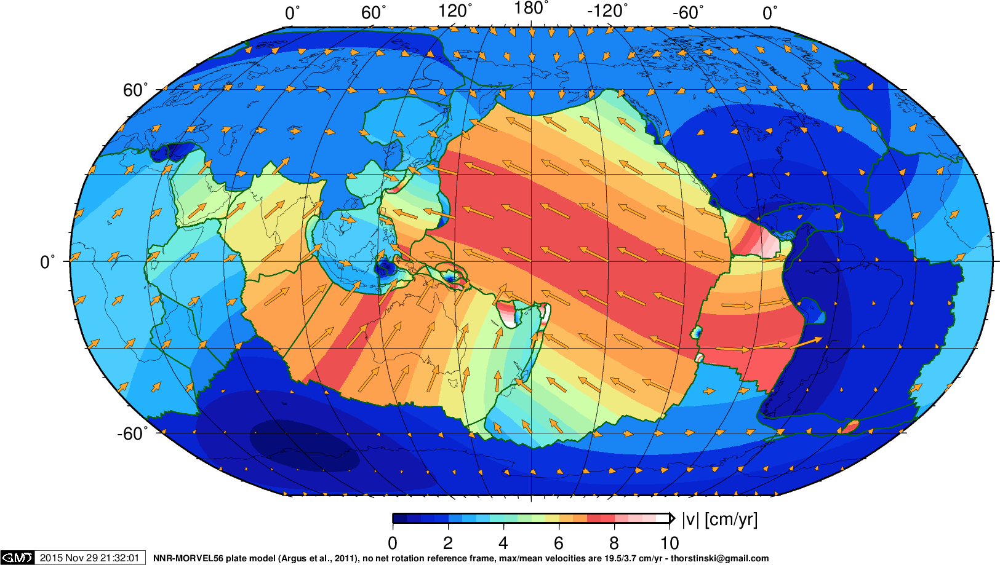 0° 60° 120° 180° -120° -60° 0°
60°
0°
-60°
|v| [cm/yr]
0 2 4 6 8 10
GMT 2015 Nov 29 21:32:01 NNR-MORVEL56 plate model (Argus et al., 2011), no net rotation reference frame, max/mean velocities are 19.5/3.7 cm/yr - thorstinski@gmail.com